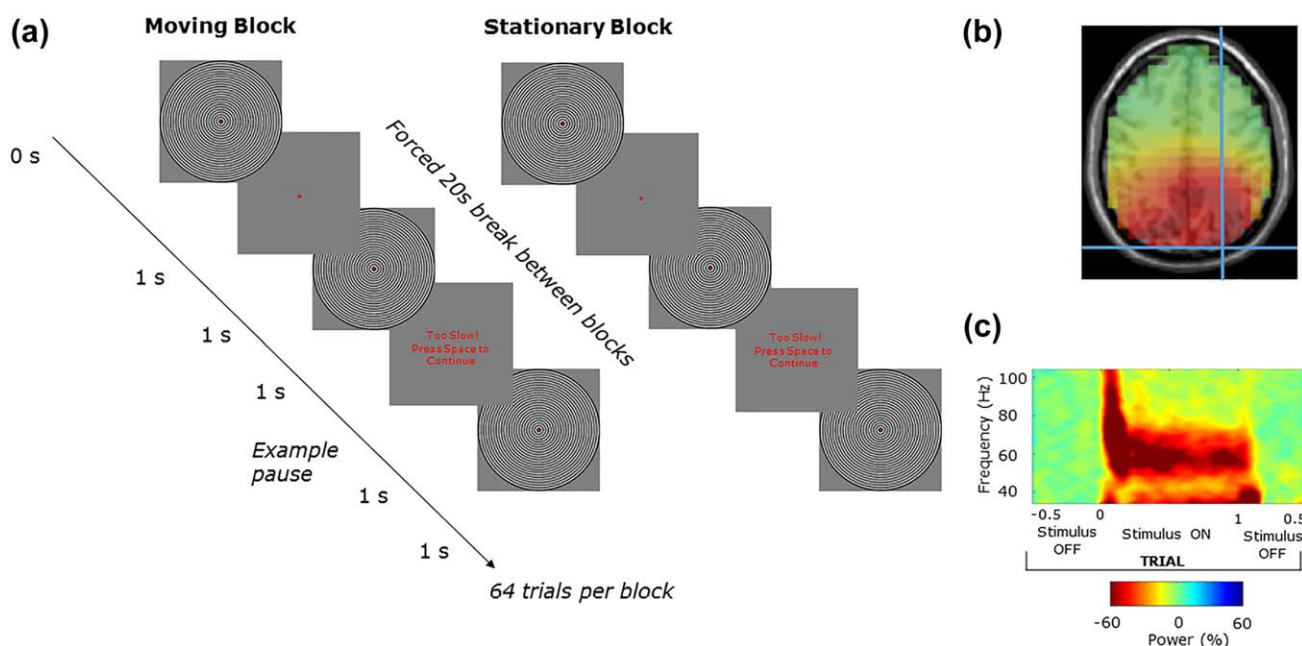 (a)
Moving Block
Stationary Block
0 s
Forced 20s break between blocks
1 s
1 s
1 s
Example
pause
1 s
1 s
64 trials per block
Too Slow!
Press Space to
Continue
Too Slow!
Press Space to
Continue
(b)
(c)
Frequency (Hz)
100
80
60
40
-0.5
0
1
0.5
Stimulus
OFF
Stimulus ON
Stimulus
OFF
TRIAL
-60
0
60
Power (%)